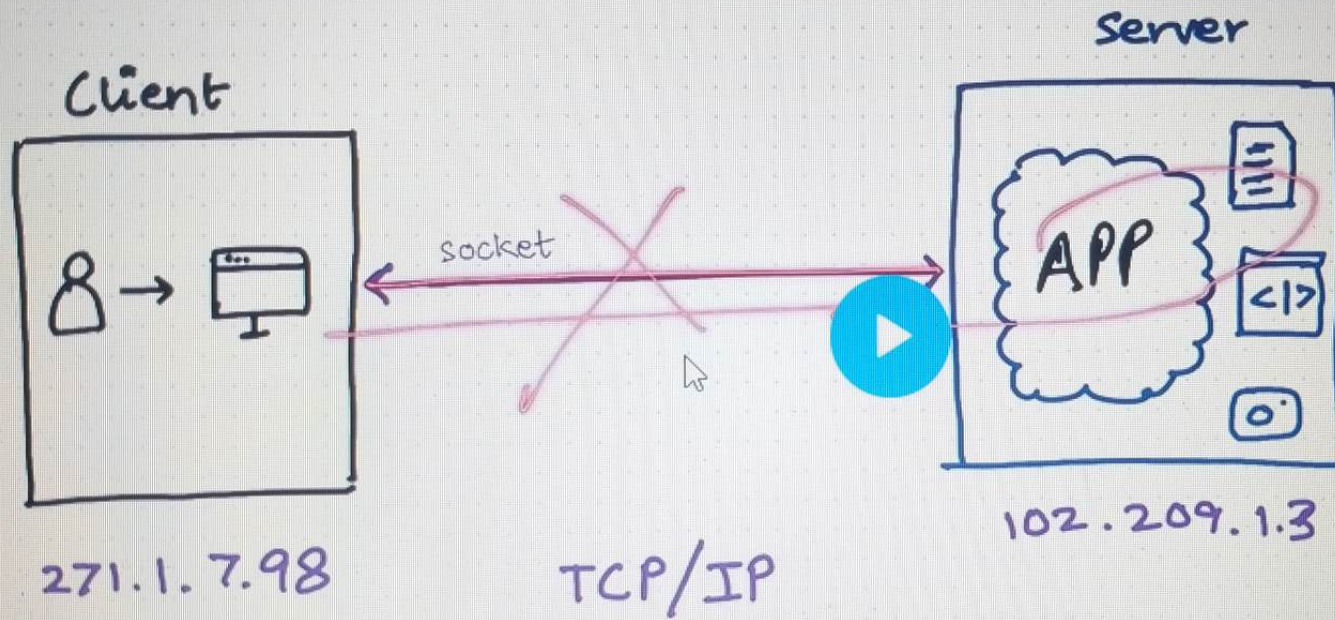 Client
Server
socket
APP
<|>
271.1.7.98
TCP/IP
102.209.1.3